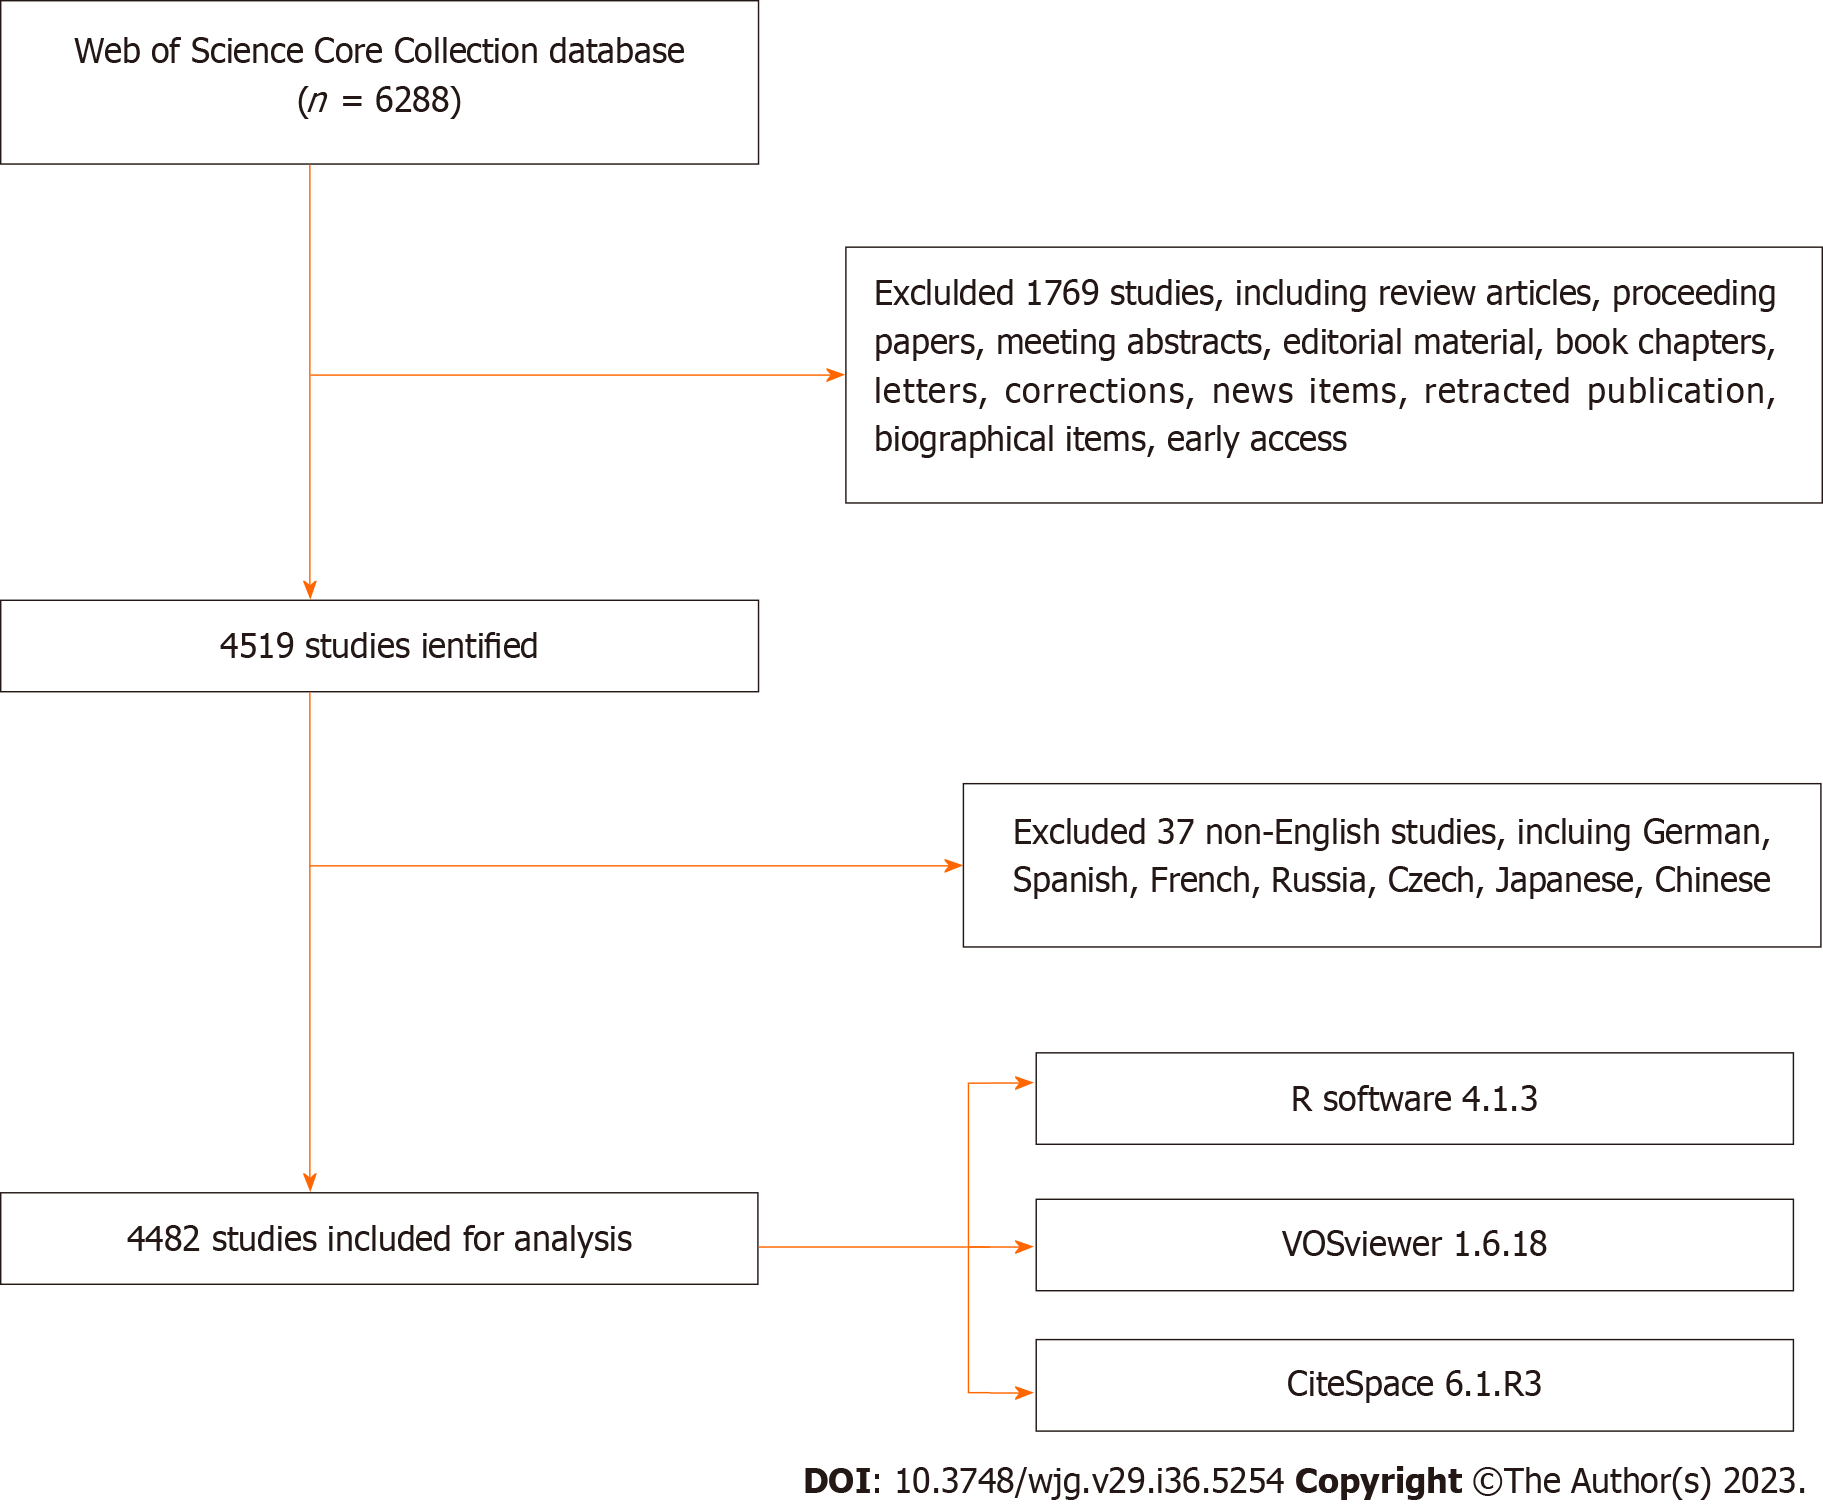 Web of Science Core Collection database
(n = 6288)
Exclulded 1769 studies, including review articles, proceeding
papers, meeting abstracts, editorial material, book chapters,
letters, corrections, news items, retracted publication,
biographical items, early access
4519 studies ientified
Excluded 37 non-English studies, incluing German,
Spanish, French, Russia, Czech, Japanese, Chinese
R software 4.1.3
4482 studies included for analysis
VOSviewer 1.6.18
CiteSpace 6.1.R3
DOI: 10.3748/wjg.v29.i36.5254 Copyright ©The Author(s) 2023.